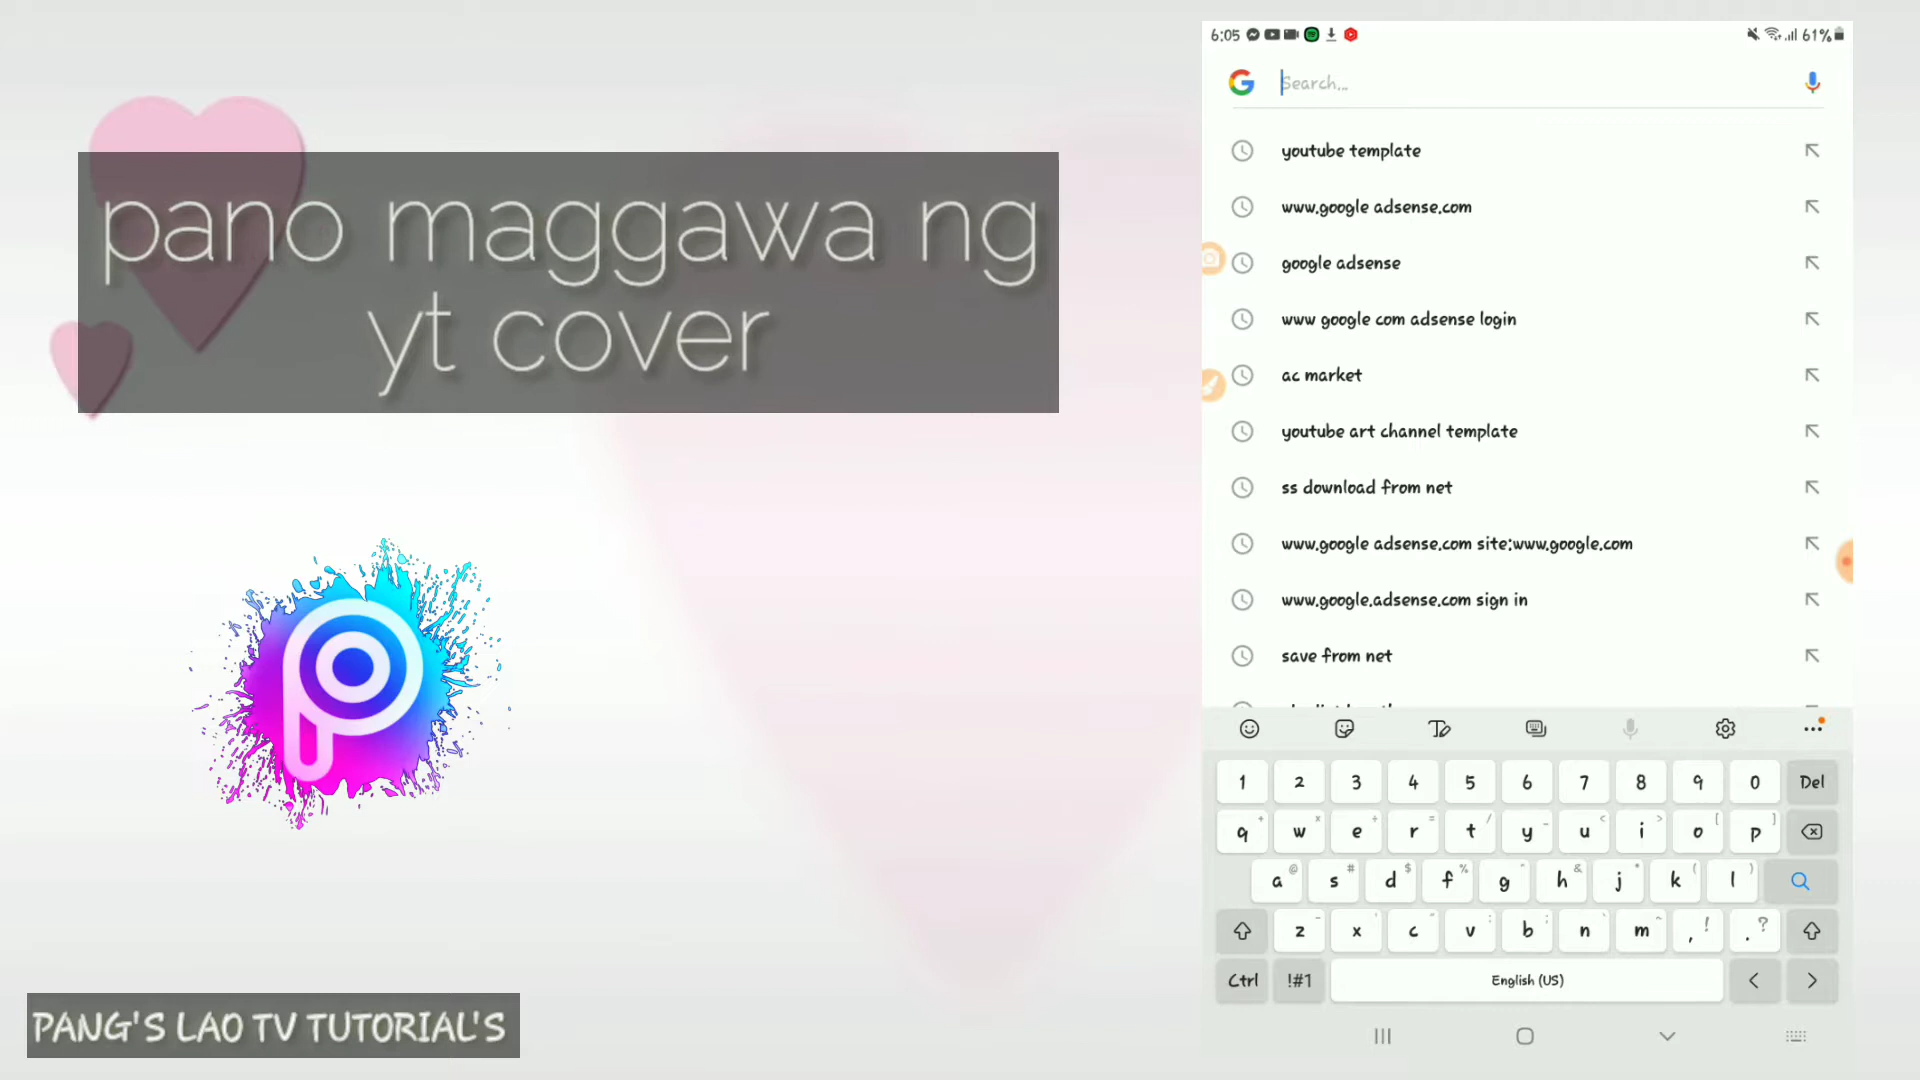 pano maggawa ng
yt cover
PANG'S LAO TV TUTORIAL'S
6:05
61%
Search...
youtube template
www.google adsense.com
google adsense
www google com adsense login
ac market
youtube art channel template
ss download from net
www.google adsense.com site:www.google.com
www.google.adsense.com sign in
save from net
1 2 3 4 5 6 7 8 9 0 Del
q w e r t y u i o p
a s d f g h j k l
z x c v b n m , ! . ?
Ctrl !#1 English (US) < >